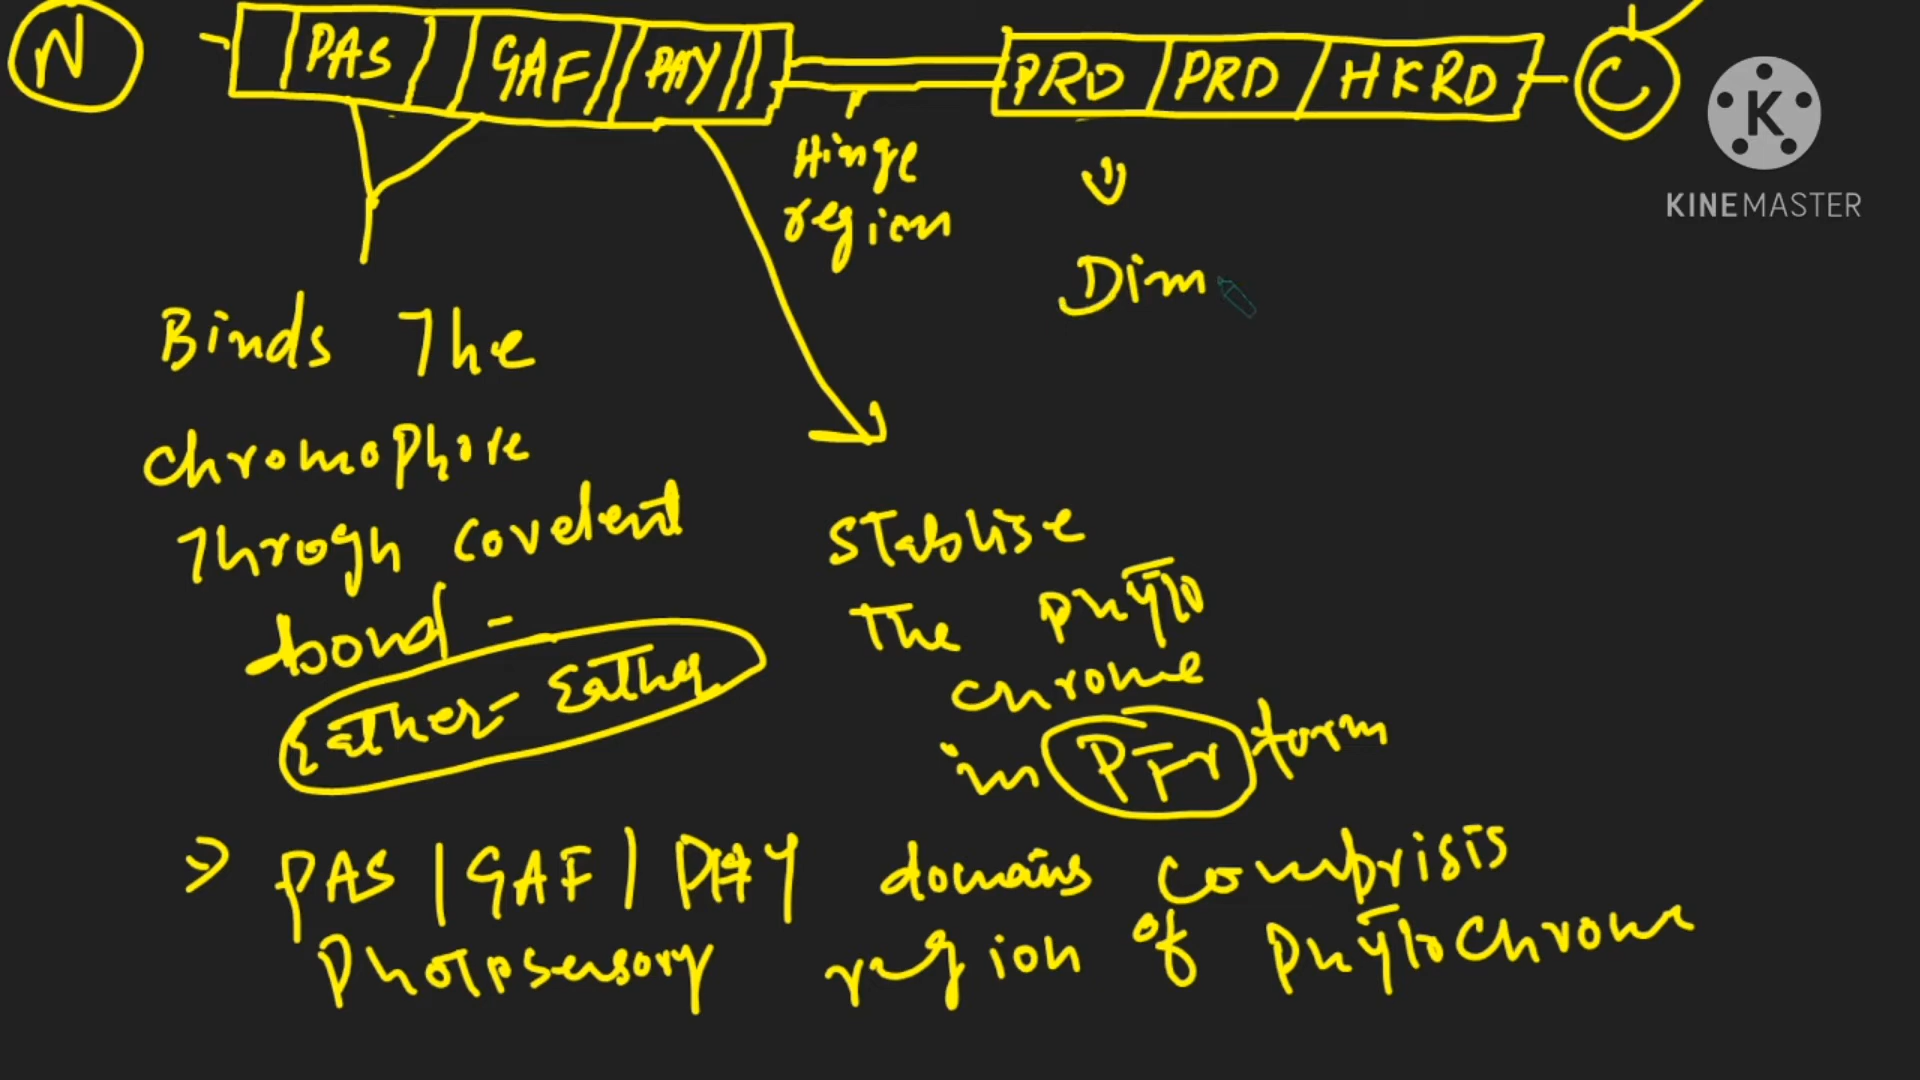 N PAS GAF PHY PRD PRD HKRD C
K
KINEMASTER
Hinge
region
Dim
Binds The
chromophore
Throgh covelent
bond -
Eather- Eather
Stablise
The phyto
chrome
in PFr form
PAS | GAF | PHY domains comprisis
Photosensory region of phytochrome